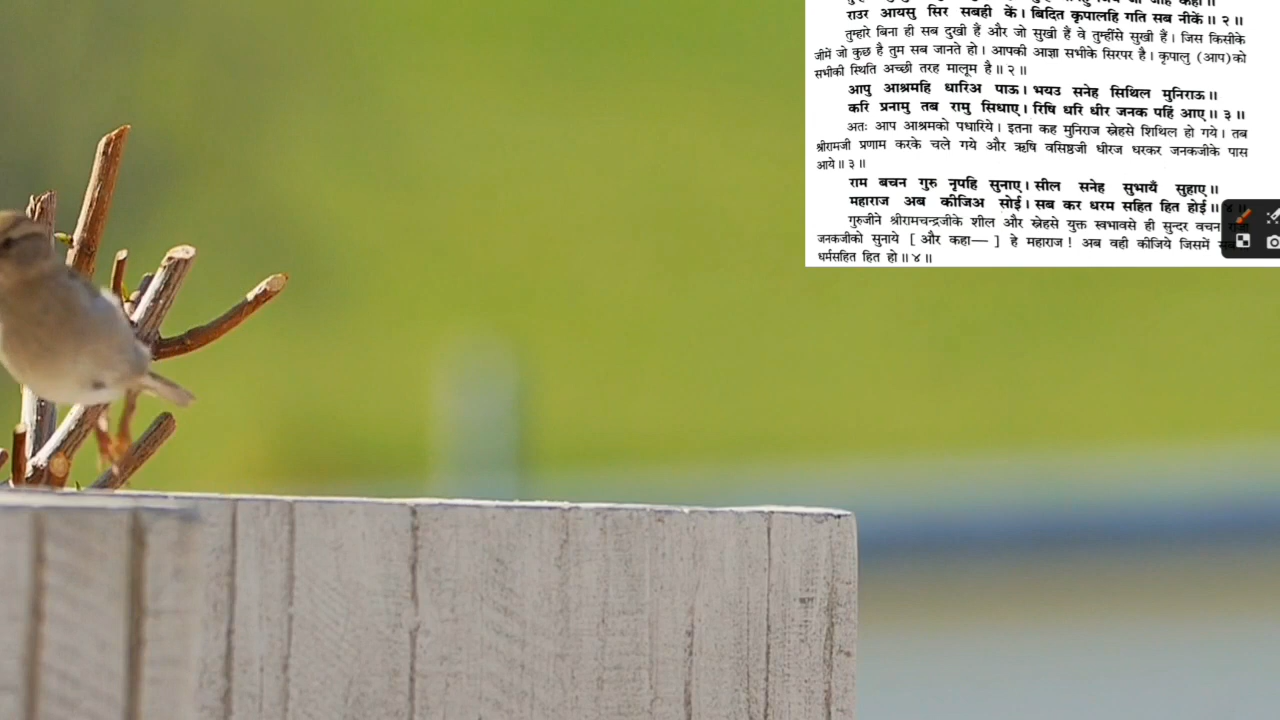 राउर आयसु सिर सबही कें। बिदित कृपालहि गति सब नीकें॥ २॥
तुम्हारे बिना ही सब दुखी हैं और जो सुखी हैं वे तुम्हींसे सुखी हैं। जिस किसीके
जीमें जो कुछ है तुम सब जानते हो। आपकी आज्ञा सभीके सिरपर है। कृपालु (आप)को
सभीकी स्थिति अच्छी तरह मालूम है॥ २॥
आपु आश्रमहि धारिअ पाऊ। भयउ सनेह सिथिल मुनिराऊ॥
करि प्रनामु तब रामु सिधाए। रिषि धरि धीर जनक पहिं आए॥ ३॥
अतः आप आश्रमको पधारिये। इतना कह मुनिराज स्नेहसे शिथिल हो गये। तब
श्रीरामजी प्रणाम करके चले गये और ऋषि वसिष्ठजी धीरज धरकर जनकजीके पास
आये॥ ३॥
राम बचन गुरु नृपहि सुनाए। सील सनेह सुभायँ सुहाए॥
महाराज अब कीजिअ सोई। सब कर धरम सहित हित होई॥ ४॥
गुरुजीने श्रीरामचन्द्रजीके शील और स्नेहसे युक्त स्वभावसे ही सुन्दर वचन राजा
जनकजीको सुनाये [ और कहा— ] हे महाराज! अब वही कीजिये जिसमें
धर्मसहित हित हो॥ ४॥